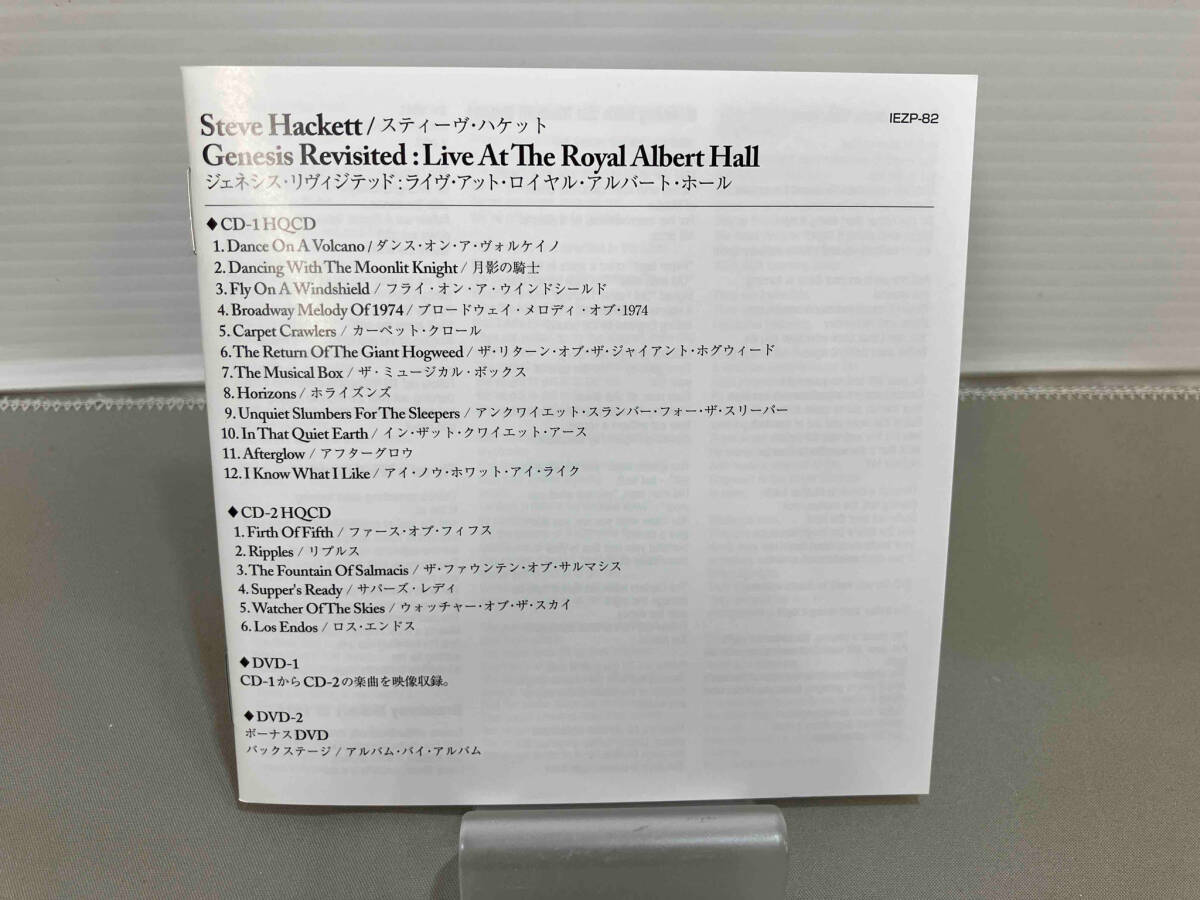 Steve Hackett / スティーヴ・ハケット
IEZP-82
Genesis Revisited : Live At The Royal Albert Hall
ジェネシス・リヴィジテッド : ライヴ・アット・ロイヤル・アルバート・ホール
◆ CD-1 HQCD
1. Dance On A Volcano / ダンス・オン・ア・ヴォルケイノ
2. Dancing With The Moonlit Knight / 月影の騎士
3. Fly On A Windshield / フライ・オン・ア・ウインドシールド
4. Broadway Melody Of 1974 / ブロードウェイ・メロディ・オブ・1974
5. Carpet Crawlers / カーペット・クロール
6. The Return Of The Giant Hogweed / ザ・リターン・オブ・ザ・ジャイアント・ホグウィード
7. The Musical Box / ザ・ミュージカル・ボックス
8. Horizons / ホライズンズ
9. Unquiet Slumbers For The Sleepers / アンクワイエット・スランバー・フォー・ザ・スリーパー
10. In That Quiet Earth / イン・ザット・クワイエット・アース
11. Afterglow / アフターグロウ
12. I Know What I Like / アイ・ノウ・ホワット・アイ・ライク
◆ CD-2 HQCD
1. Firth Of Fifth / ファース・オブ・フィフス
2. Ripples / リプルス
3. The Fountain Of Salmacis / ザ・ファウンテン・オブ・サルマシス
4. Supper's Ready / サパーズ・レディ
5. Watcher Of The Skies / ウォッチャー・オブ・ザ・スカイ
6. Los Endos / ロス・エンドス
◆ DVD-1
CD-1からCD-2の楽曲を映像収録。
◆ DVD-2
ボーナスDVD
バックステージ / アルバム・バイ・アルバム